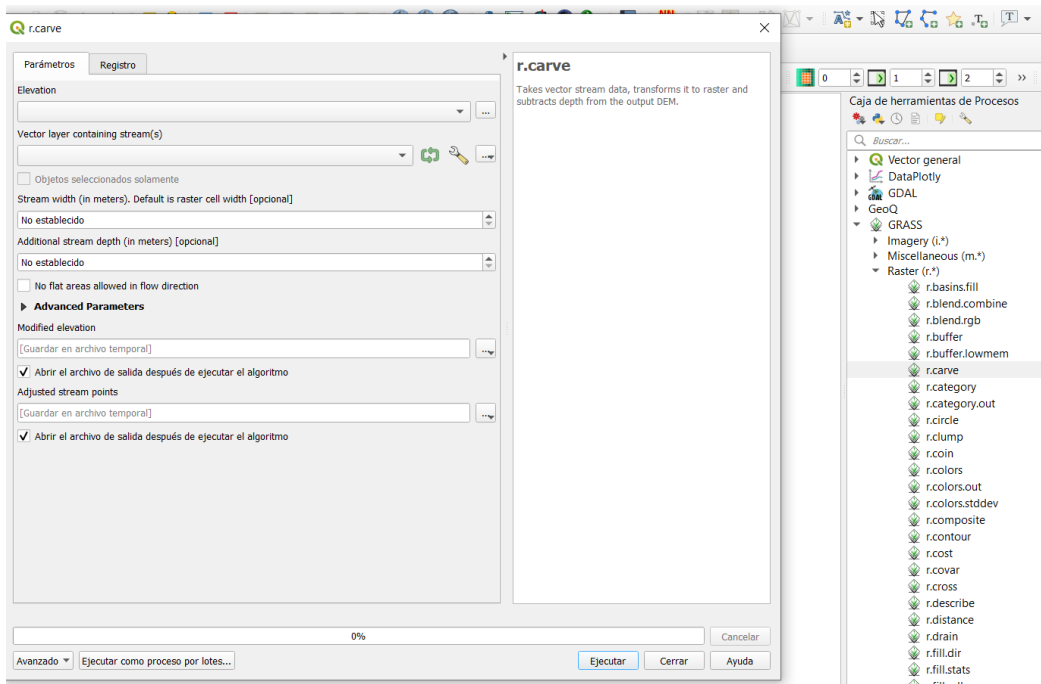 r.carve
Parámetros
Registro
Elevation
...
Vector layer containing stream(s)
...
Objetos seleccionados solamente
Stream width (in meters). Default is raster cell width [opcional]
No establecido
Additional stream depth (in meters) [opcional]
No establecido
No flat areas allowed in flow direction
Advanced Parameters
Modified elevation
[Guardar en archivo temporal]
...
Abrir el archivo de salida después de ejecutar el algoritmo
Adjusted stream points
[Guardar en archivo temporal]
...
Abrir el archivo de salida después de ejecutar el algoritmo
r.carve
Takes vector stream data, transforms it to raster and
subtracts depth from the output DEM.
0%
Cancelar
Avanzado
Ejecutar como proceso por lotes...
Ejecutar
Cerrar
Ayuda
0
1
2
»
Caja de herramientas de Procesos
Buscar...
Vector general
DataPlotly
GDAL
GeoQ
GRASS
Imagery (i.*)
Miscellaneous (m.*)
Raster (r.*)
r.basins.fill
r.blend.combine
r.blend.rgb
r.buffer
r.buffer.lowmem
r.carve
r.category
r.category.out
r.circle
r.clump
r.coin
r.colors
r.colors.out
r.colors.stddev
r.composite
r.contour
r.cost
r.covar
r.cross
r.describe
r.distance
r.drain
r.fill.dir
r.fill.stats